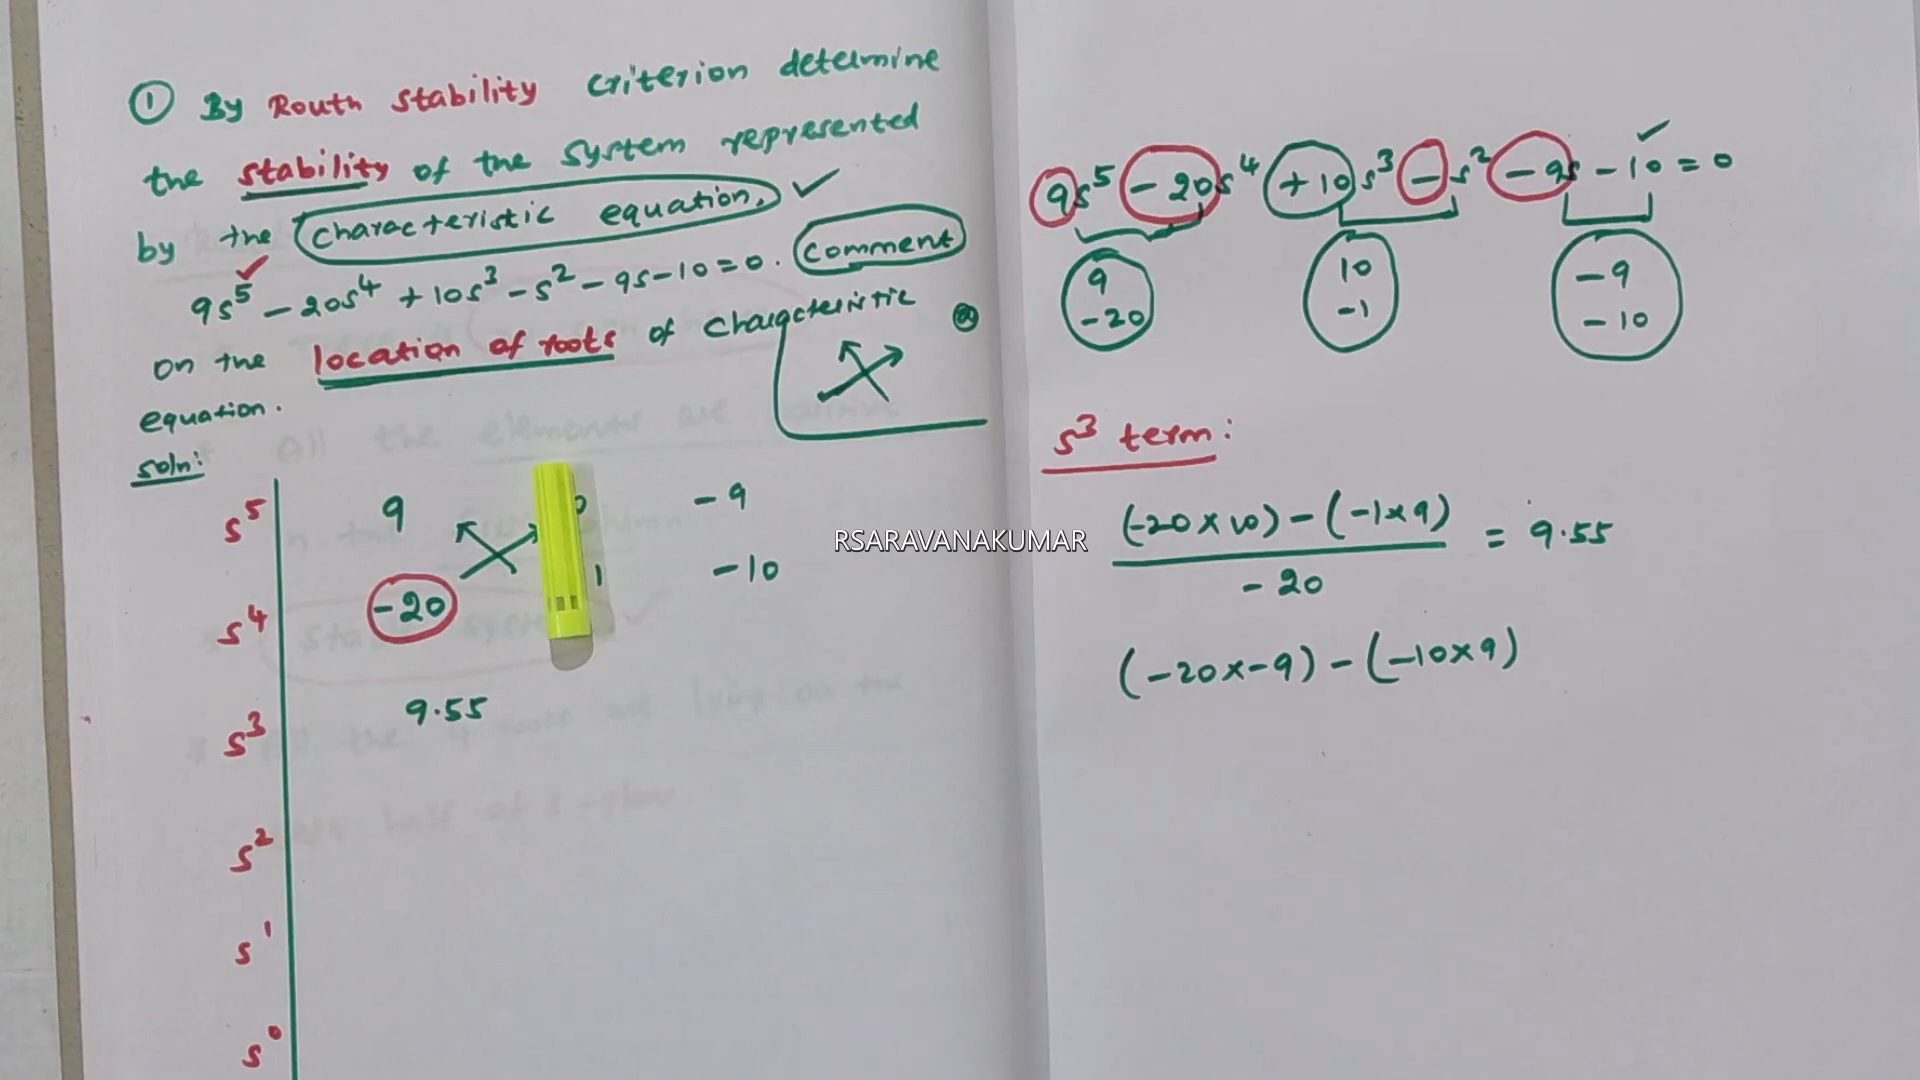 ① By Routh stability criterion determine
the stability of the system represented
by the characteristic equation,
9s⁵ - 20s⁴ + 10s³ - s² - 9s - 10 = 0. comment
on the location of roots of characteristic
equation.
soln:
s⁵ 9 0 -9
s⁴ -20 1 -10
s³ 9.55
s²
s¹
s⁰
RSARAVANAKUMAR
9s⁵ - 20s⁴ + 10s³ - s² - 9s - 10 = 0
9 10 -9
-20 -1 -10
s³ term:
(-20 × 10) - (-1 × 9) = 9.55
-20
(-20 × -9) - (-10 × 9)